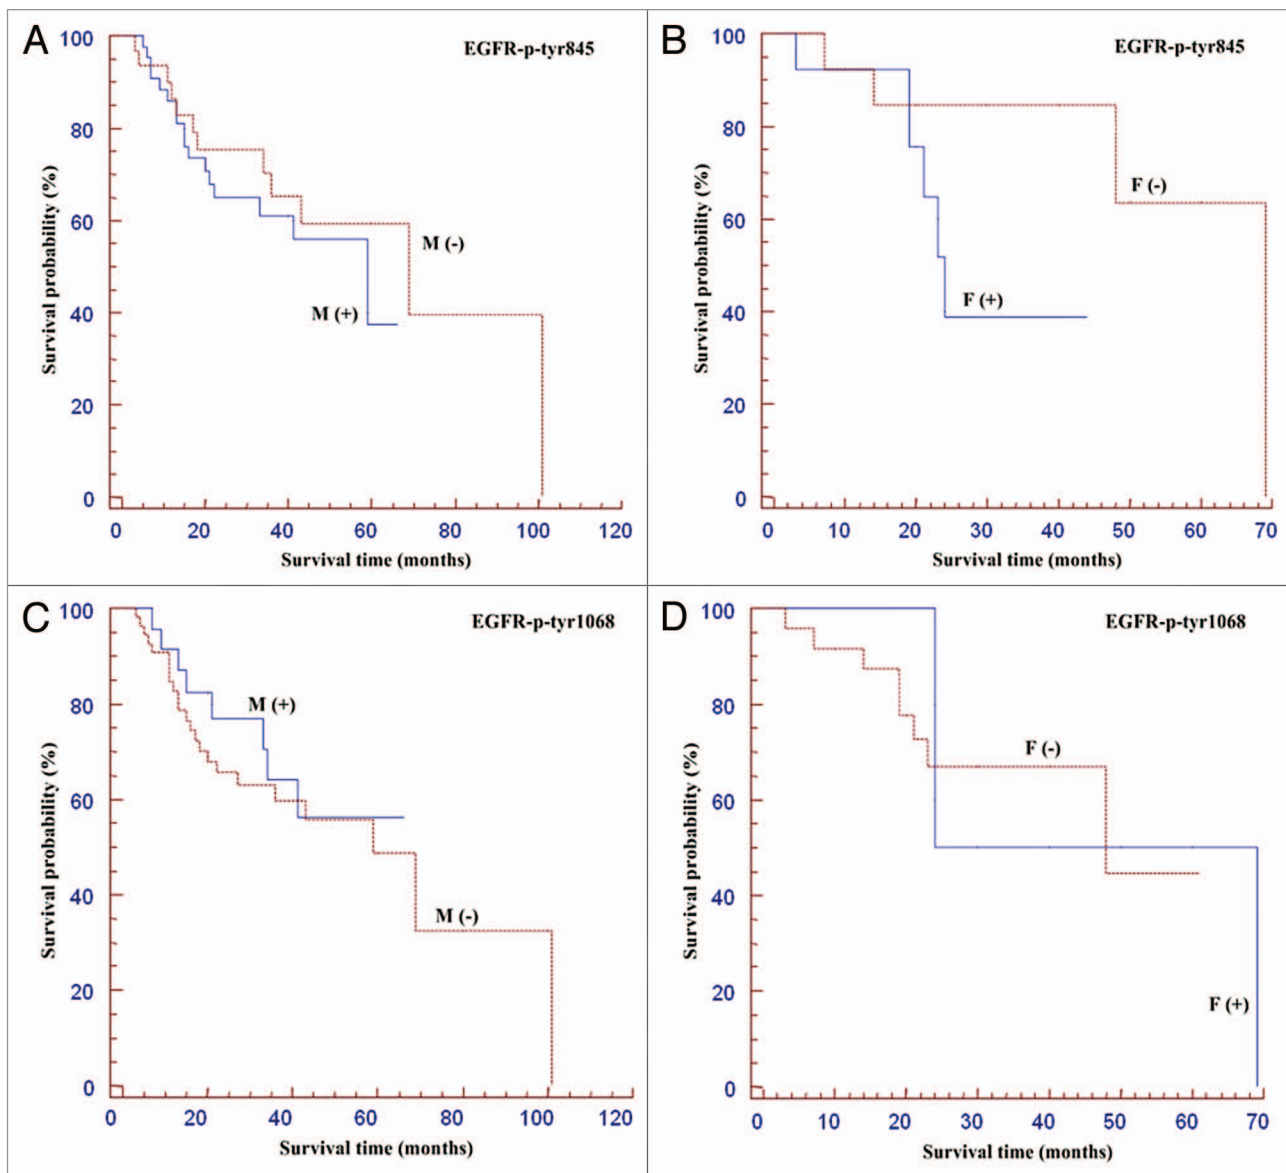 A
EGFR-p-tyr845
100
80
60
40
20
0
Survival probability (%)
M (-)
M (+)
0 20 40 60 80 100 120
Survival time (months)
B
EGFR-p-tyr845
100
80
60
40
20
0
Survival probability (%)
F (-)
F (+)
0 10 20 30 40 50 60 70
Survival time (months)
C
EGFR-p-tyr1068
100
80
60
40
20
0
Survival probability (%)
M (+)
M (-)
0 20 40 60 80 100 120
Survival time (months)
D
EGFR-p-tyr1068
100
80
60
40
20
0
Survival probability (%)
F (-)
F (+)
0 10 20 30 40 50 60 70
Survival time (months)